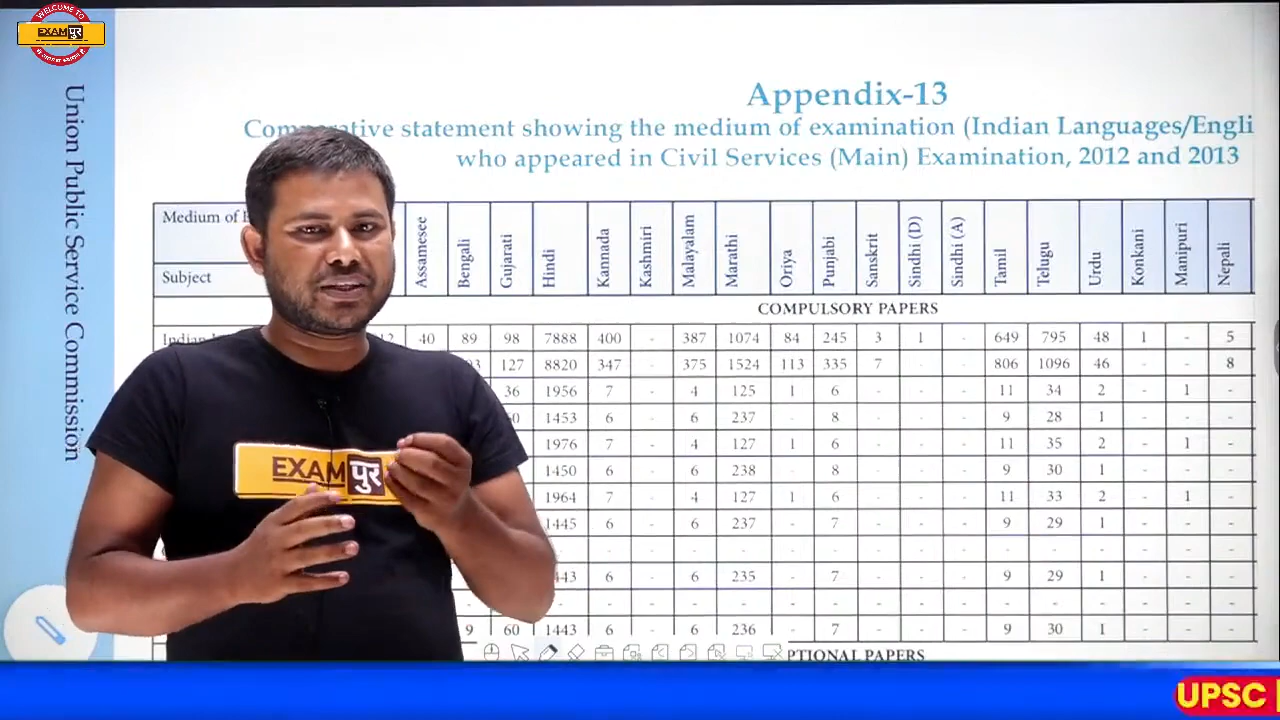 WELCOME TO
EXAMपुर
Union Public Service Commission
Appendix-13
statement showing the medium of examination (Indian Languages/Engli
who appeared in Civil Services (Main) Examination, 2012 and 2013
Medium of Assamesee Bengali Gujarati Hindi Kannada Kashmiri Malayalam Marathi Oriya Punjabi Sanskrit Sindhi (D) Sindhi (A) Tamil Telugu Urdu Konkani Manipuri Nepali
Subject
COMPULSORY PAPERS
40 89 98 7888 400 - 387 1074 84 245 3 1 - 649 795 48 1 - 5
127 8820 347 - 375 1524 113 335 7 - - 806 1096 46 - - 8
36 1956 7 - 4 125 1 6 - - - 11 34 2 - 1 -
1453 6 - 6 237 - 8 - - - 9 28 1 - - -
1976 7 - 4 127 1 6 - - - 11 35 2 - 1 -
1450 6 - 6 238 - 8 - - - 9 30 1 - - -
1964 7 - 4 127 1 6 - - - 11 33 2 - 1 -
1445 6 - 6 237 - 7 - - - 9 29 1 - - -
- - - - - - - - - - - - - - - -
443 6 - 6 235 - 7 - - - 9 29 1 - - -
- - - - - - - - - - - - - - - -
9 60 1443 6 - 6 236 - 7 - - - 9 30 1 - - -
PTIONAL PAPERS
EXAMपुर
UPSC